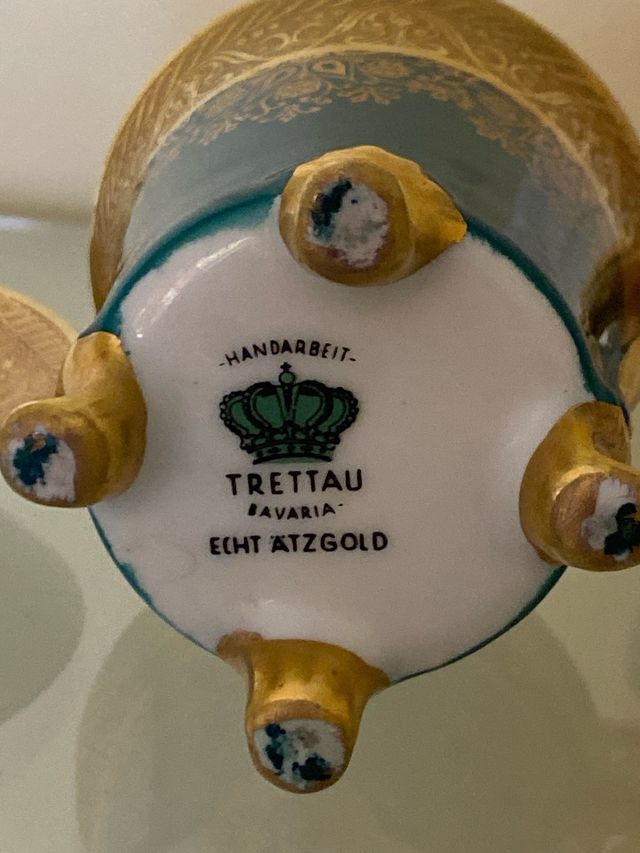 -HANDARBEIT-
TRETTAU
BAVARIA-
ECHT ÄTZGOLD